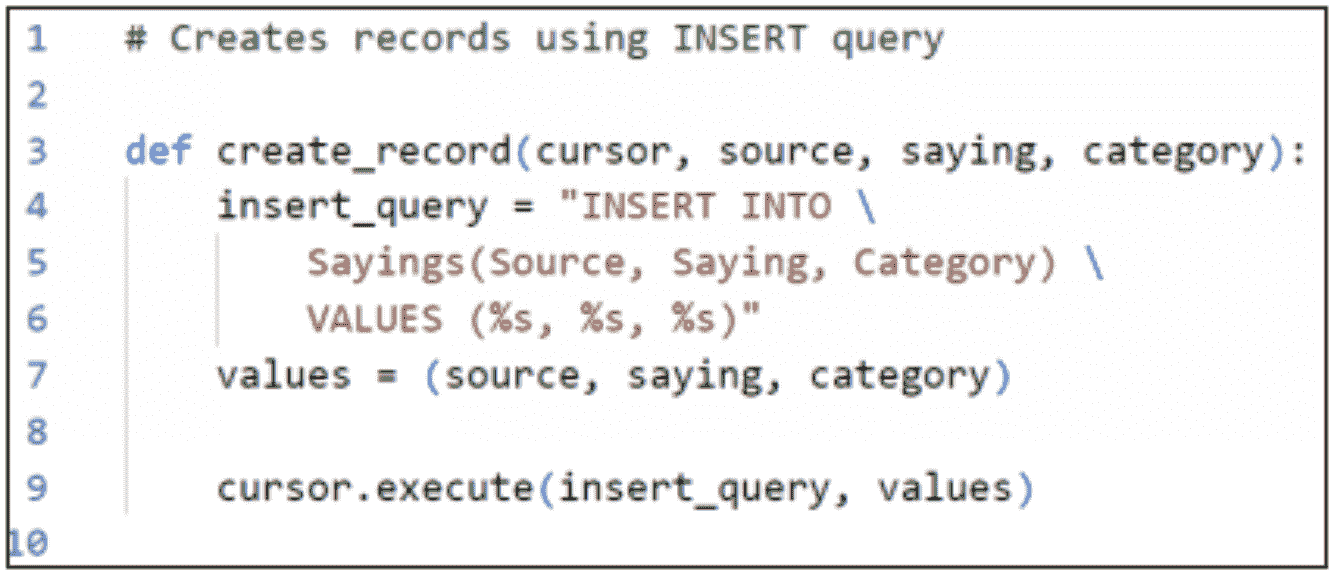 1 # Creates records using INSERT query
2
3 def create_record(cursor, source, saying, category):
4 insert_query = "INSERT INTO \
5 Sayings(Source, Saying, Category) \
6 VALUES (%s, %s, %s)"
7 values = (source, saying, category)
8
9 cursor.execute(insert_query, values)
10